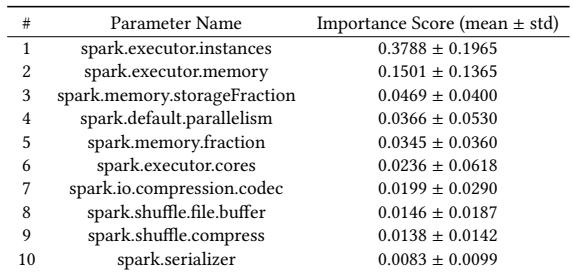 # Parameter Name Importance Score (mean ± std)
1 spark.executor.instances 0.3788 ± 0.1965
2 spark.executor.memory 0.1501 ± 0.1365
3 spark.memory.storageFraction 0.0469 ± 0.0400
4 spark.default.parallelism 0.0366 ± 0.0530
5 spark.memory.fraction 0.0345 ± 0.0360
6 spark.executor.cores 0.0236 ± 0.0618
7 spark.io.compression.codec 0.0199 ± 0.0290
8 spark.shuffle.file.buffer 0.0146 ± 0.0187
9 spark.shuffle.compress 0.0138 ± 0.0142
10 spark.serializer 0.0083 ± 0.0099